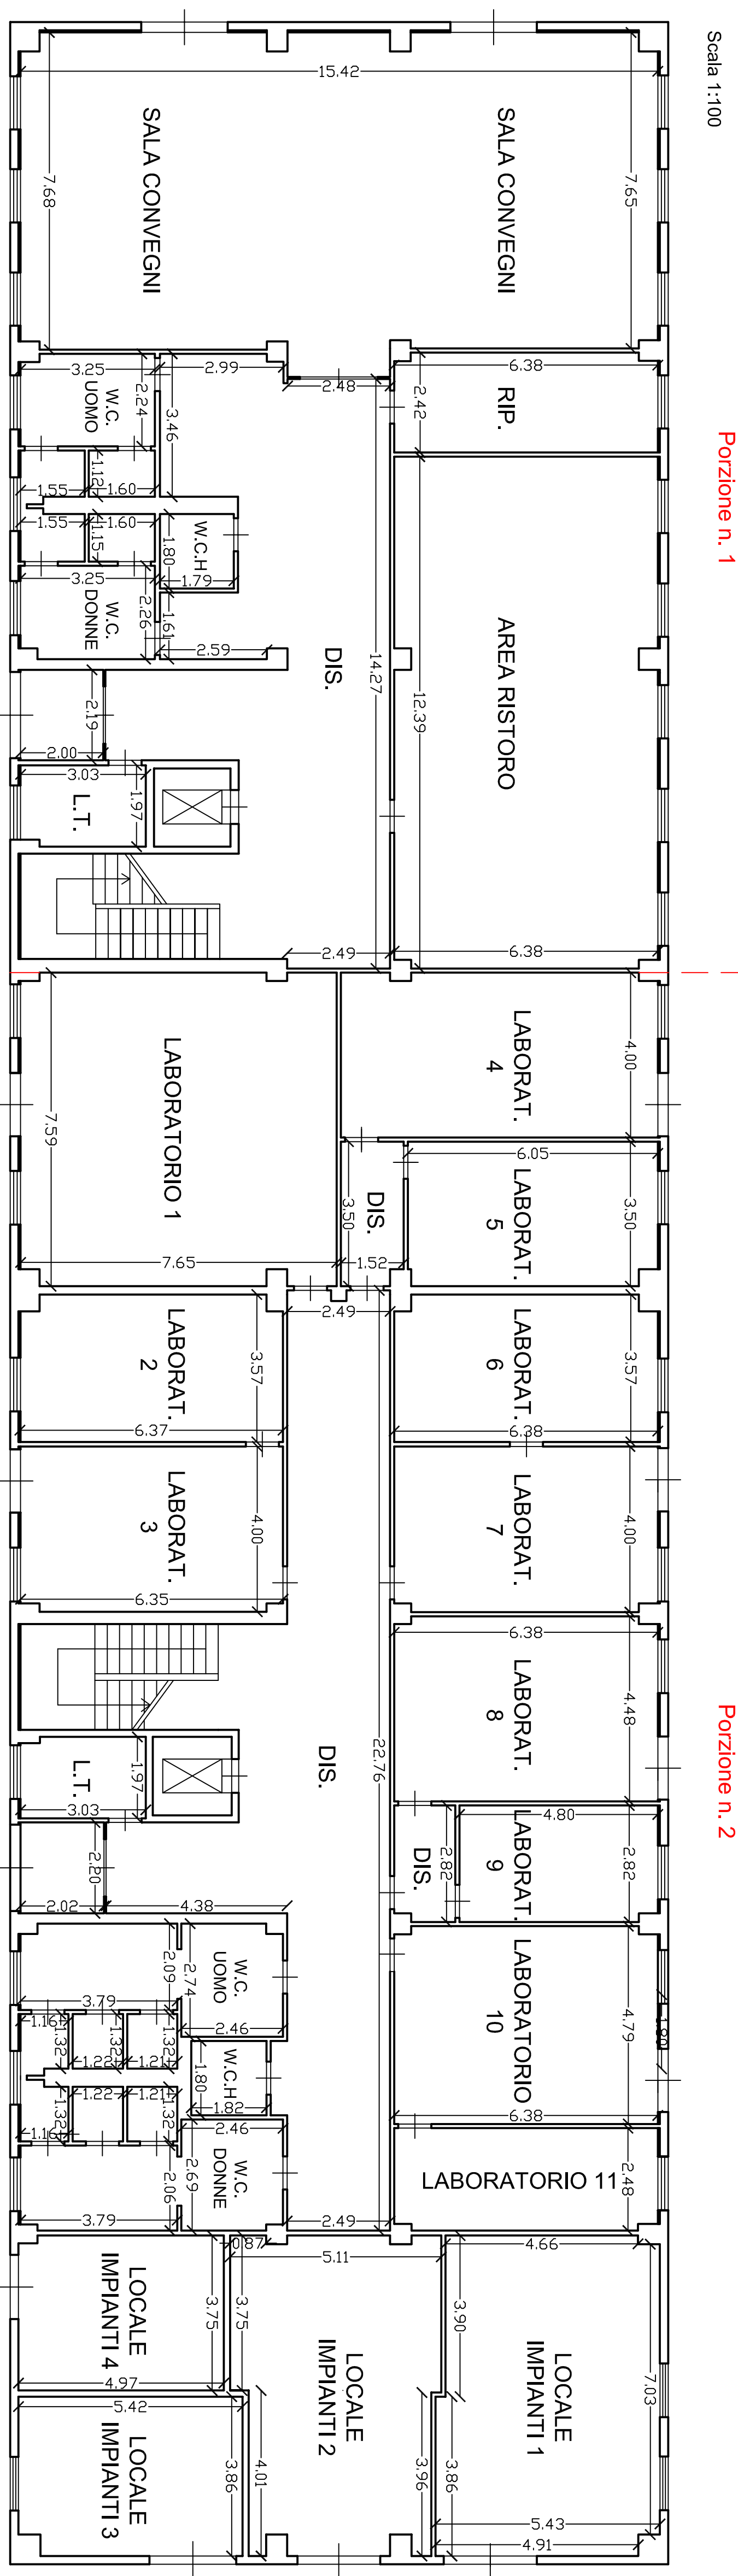 Scala 1:100
Porzione n. 1
Porzione n. 2
15.42
SALA CONVEGNI
SALA CONVEGNI
7.68
7.65
3.25
2.99
2.48
6.38
W.C.
UOMO
2.24
3.46
2.42
RIP.
1.12
1.55
1.60
1.55
1.60
1.15
W.C.H
1.80
1.79
3.25
W.C.
DONNE
2.26
1.61
2.59
DIS.
14.27
12.39
AREA RISTORO
2.19
2.00
3.03
L.T.
1.97
2.49
6.38
LABORATORIO 1
7.59
7.65
LABORAT.
4
4.00
6.05
LABORAT.
5
3.50
DIS.
3.50
1.52
2.49
LABORAT.
2
3.57
6.37
LABORAT.
6
3.57
6.38
LABORAT.
3
4.00
6.35
LABORAT.
7
4.00
6.38
LABORAT.
8
4.48
DIS.
22.76
L.T.
1.97
3.03
2.20
2.02
4.38
4.80
LABORAT.
9
2.82
DIS.
2.82
W.C.
UOMO
2.09
2.74
3.79
2.46
1.16
1.32
1.22
1.32
1.21
1.32
W.C.H
1.80
1.82
1.16
1.32
1.22
1.21
1.32
2.46
W.C.
DONNE
2.06
2.69
3.79
2.49
LABORATORIO
10
4.79
1.80
6.38
LABORATORIO 11
2.48
0.87
5.11
4.66
LOCALE
IMPIANTI 4
3.75
3.75
4.97
3.90
7.03
LOCALE
IMPIANTI 2
LOCALE
IMPIANTI 1
5.42
LOCALE
IMPIANTI 3
3.86
4.01
3.96
3.86
5.43
4.91